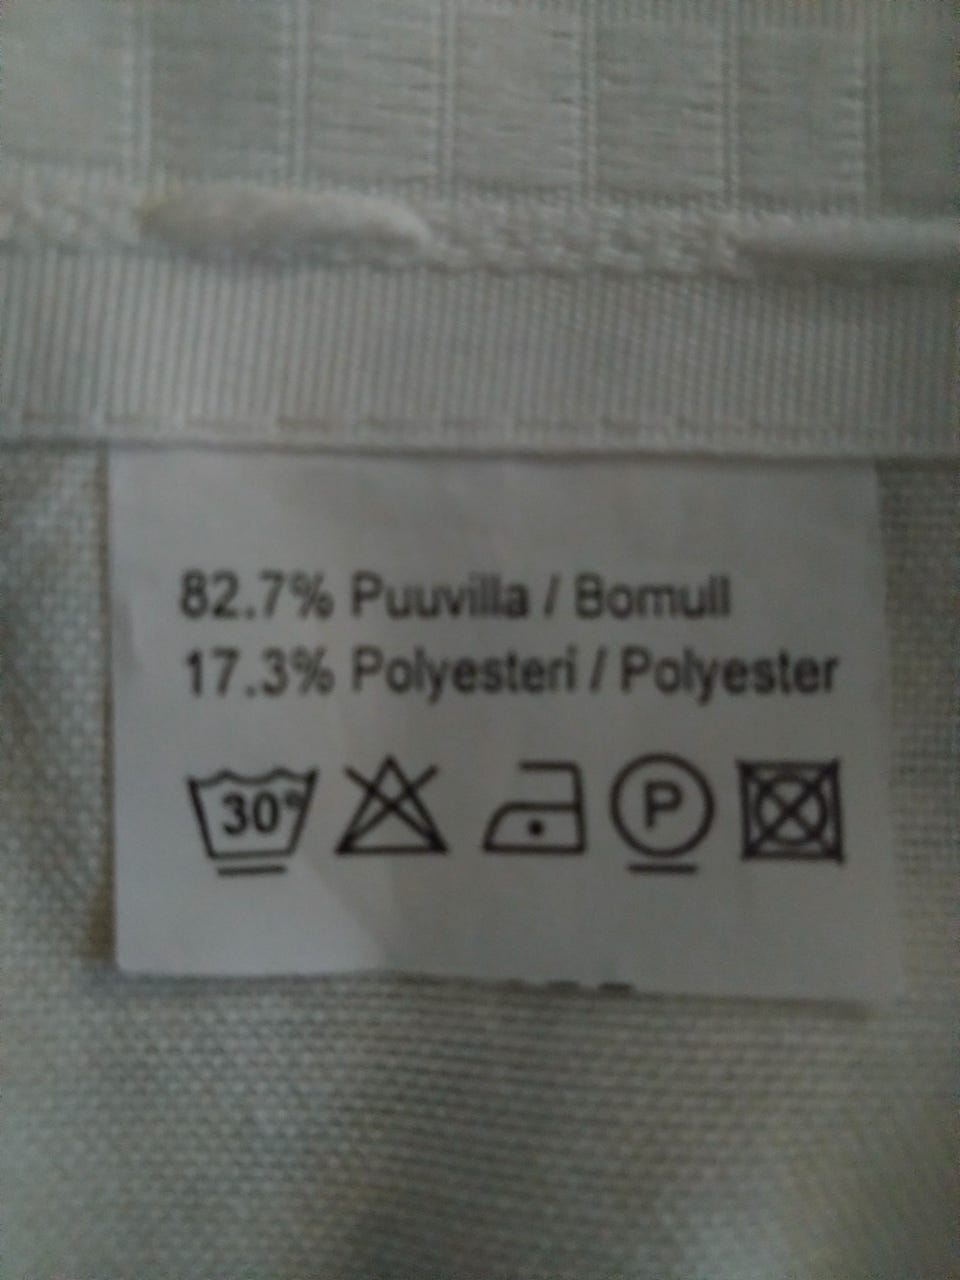 82.7% Puuvilla / Bomull
17.3% Polyesteri / Polyester
30° P